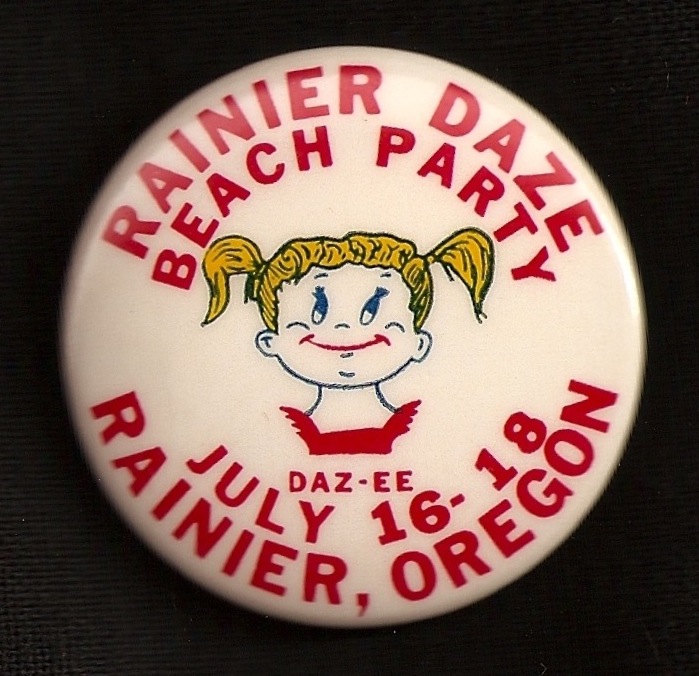 RAINIER DAZE
BEACH PARTY
DAZ-EE
JULY 16-18
RAINIER, OREGON